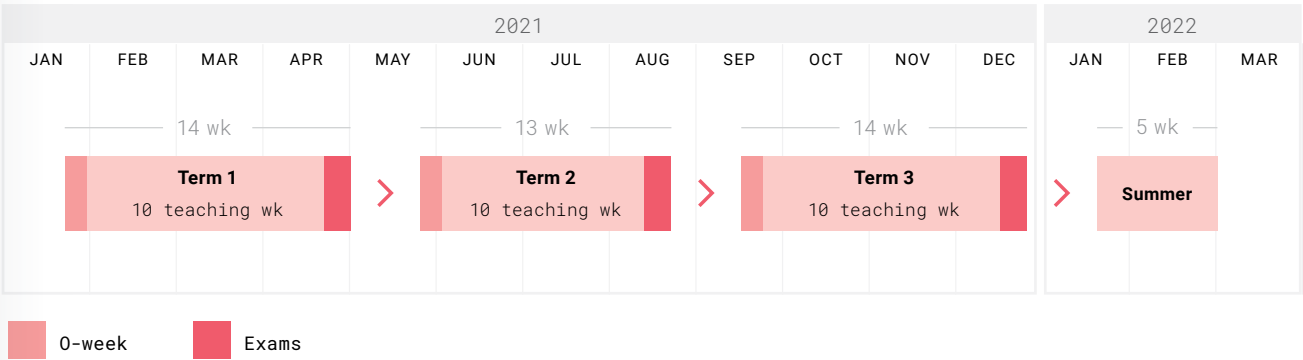 2021
2022
JAN FEB MAR APR MAY JUN JUL AUG SEP OCT NOV DEC JAN FEB MAR
14 wk 13 wk 14 wk 5 wk
Term 1 Term 2 Term 3 Summer
10 teaching wk 10 teaching wk 10 teaching wk
O-week Exams